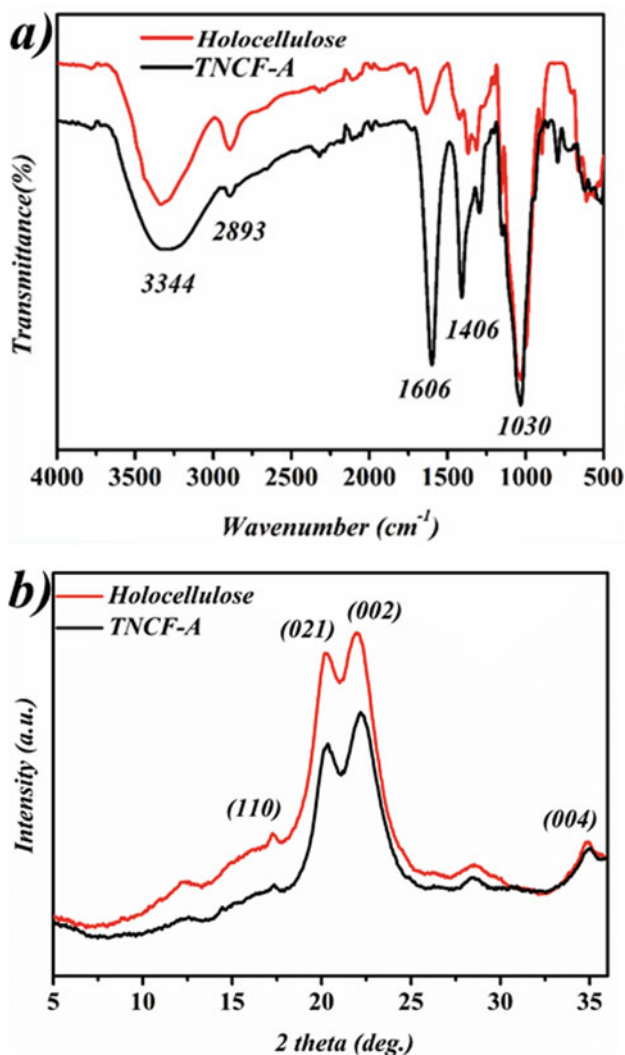 a)
Holocellulose
TNCF-A
Transmittance(%)
2893
3344
1406
1606
1030
4000 3500 3000 2500 2000 1500 1000 500
Wavenumber (cm⁻¹)
b)
Holocellulose
TNCF-A
(021)
(002)
(110)
(004)
Intensity (a.u.)
5 10 15 20 25 30 35
2 theta (deg.)